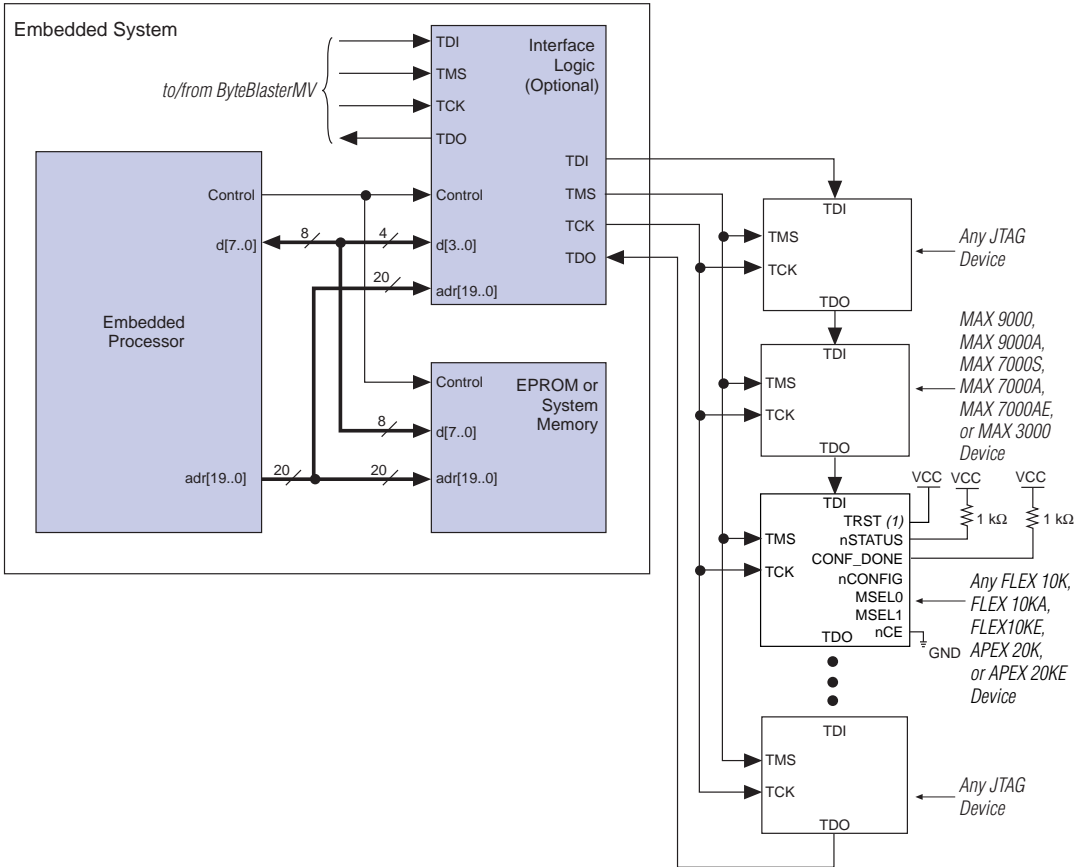 Embedded System
to/from ByteBlasterMV
TDI
TMS
TCK
TDO
Interface
Logic
(Optional)
TDI
TMS
TCK
TDO
Control
d[3..0]
adr[19..0]
Control
d[7..0]
Embedded
Processor
adr[19..0]
8
4
20
8
20
20
Control
d[7..0]
adr[19..0]
EPROM or
System
Memory
TDI
TMS
TCK
TDO
Any JTAG
Device
TDI
TMS
TCK
TDO
MAX 9000,
MAX 9000A,
MAX 7000S,
MAX 7000A,
MAX 7000AE,
or MAX 3000
Device
VCC
VCC
VCC
1 kΩ
1 kΩ
TDI
TMS
TCK
TDO
TRST (1)
nSTATUS
CONF_DONE
nCONFIG
MSEL0
MSEL1
nCE
GND
Any FLEX 10K,
FLEX 10KA,
FLEX10KE,
APEX 20K,
or APEX 20KE
Device
TDI
TMS
TCK
TDO
Any JTAG
Device